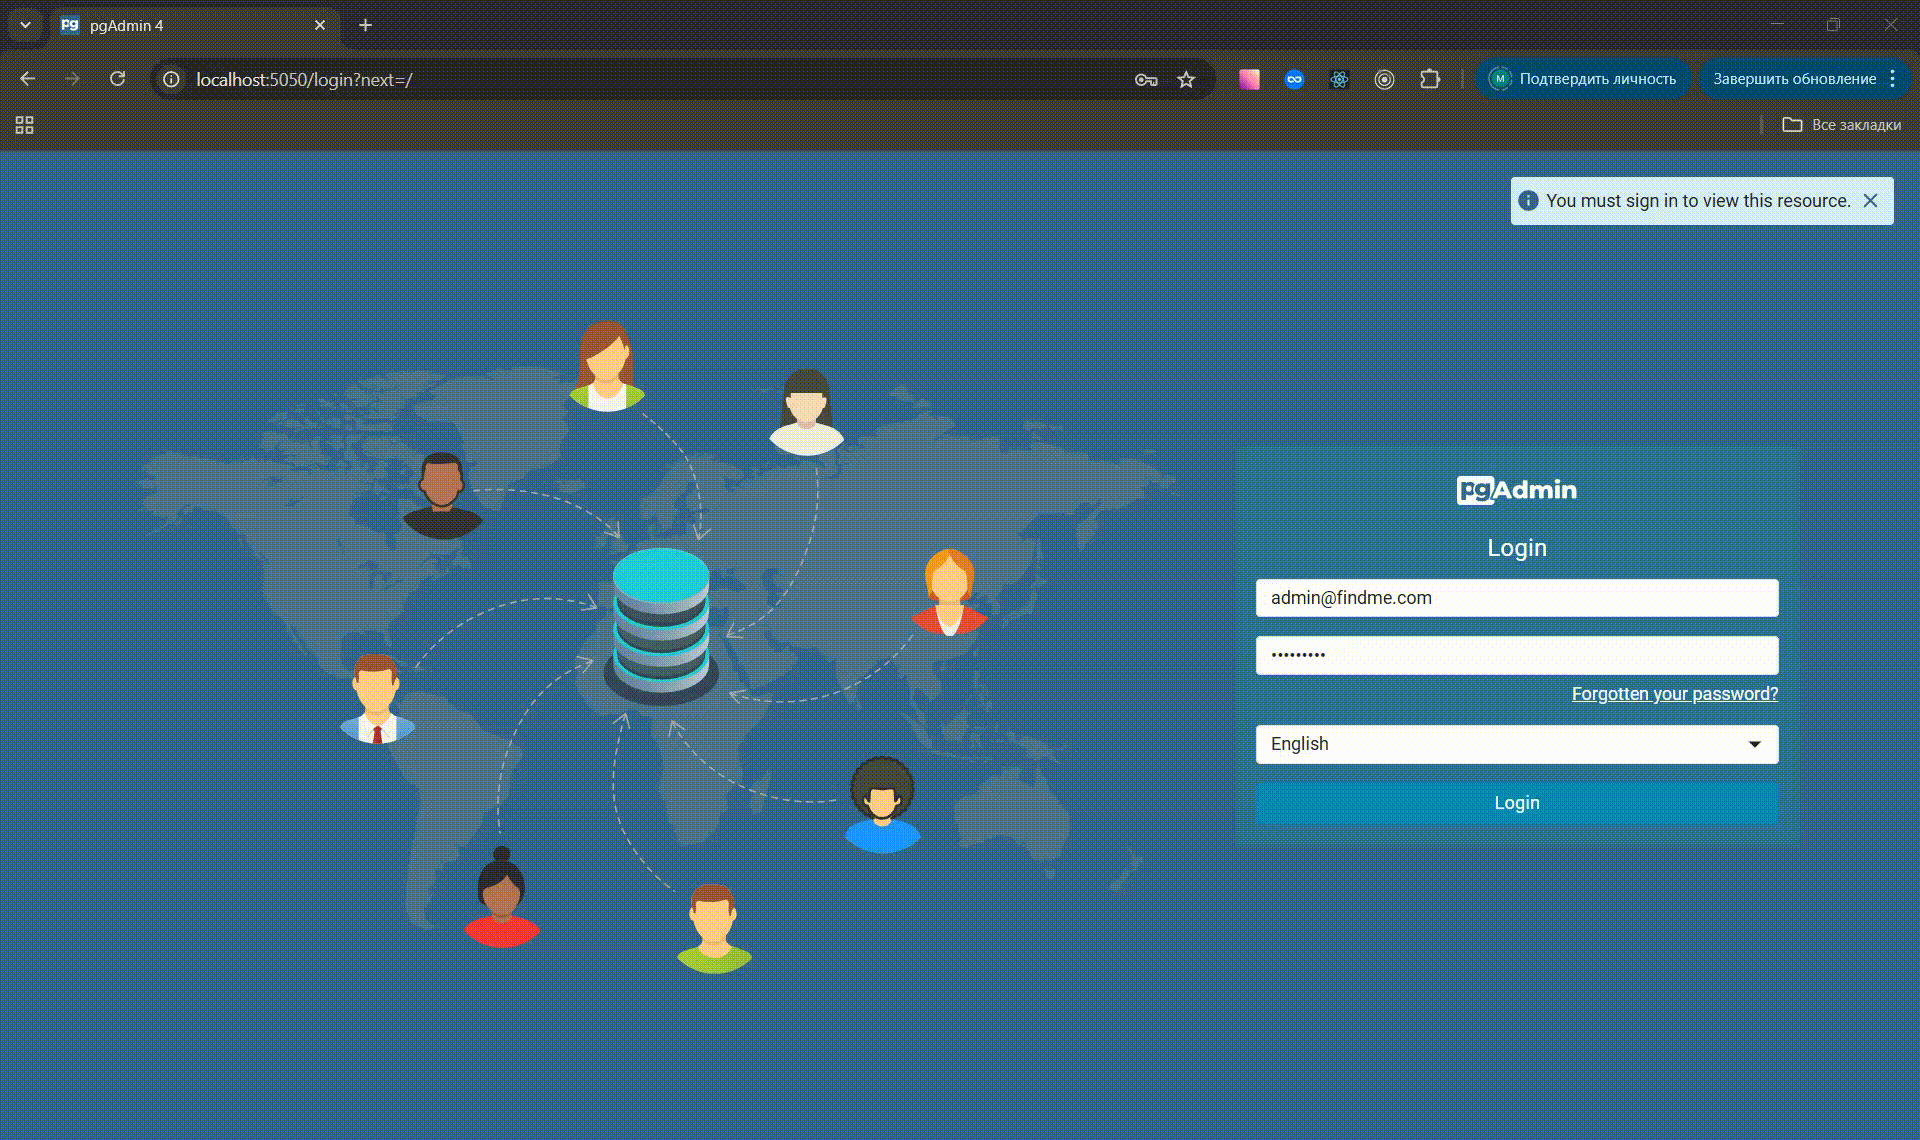 pg pgAdmin 4
localhost:5050/login?next=/
M Подтвердить личность
Завершить обновление
Все закладки
You must sign in to view this resource.
pgAdmin
Login
admin@findme.com
•••••••••
Forgotten your password?
English
Login